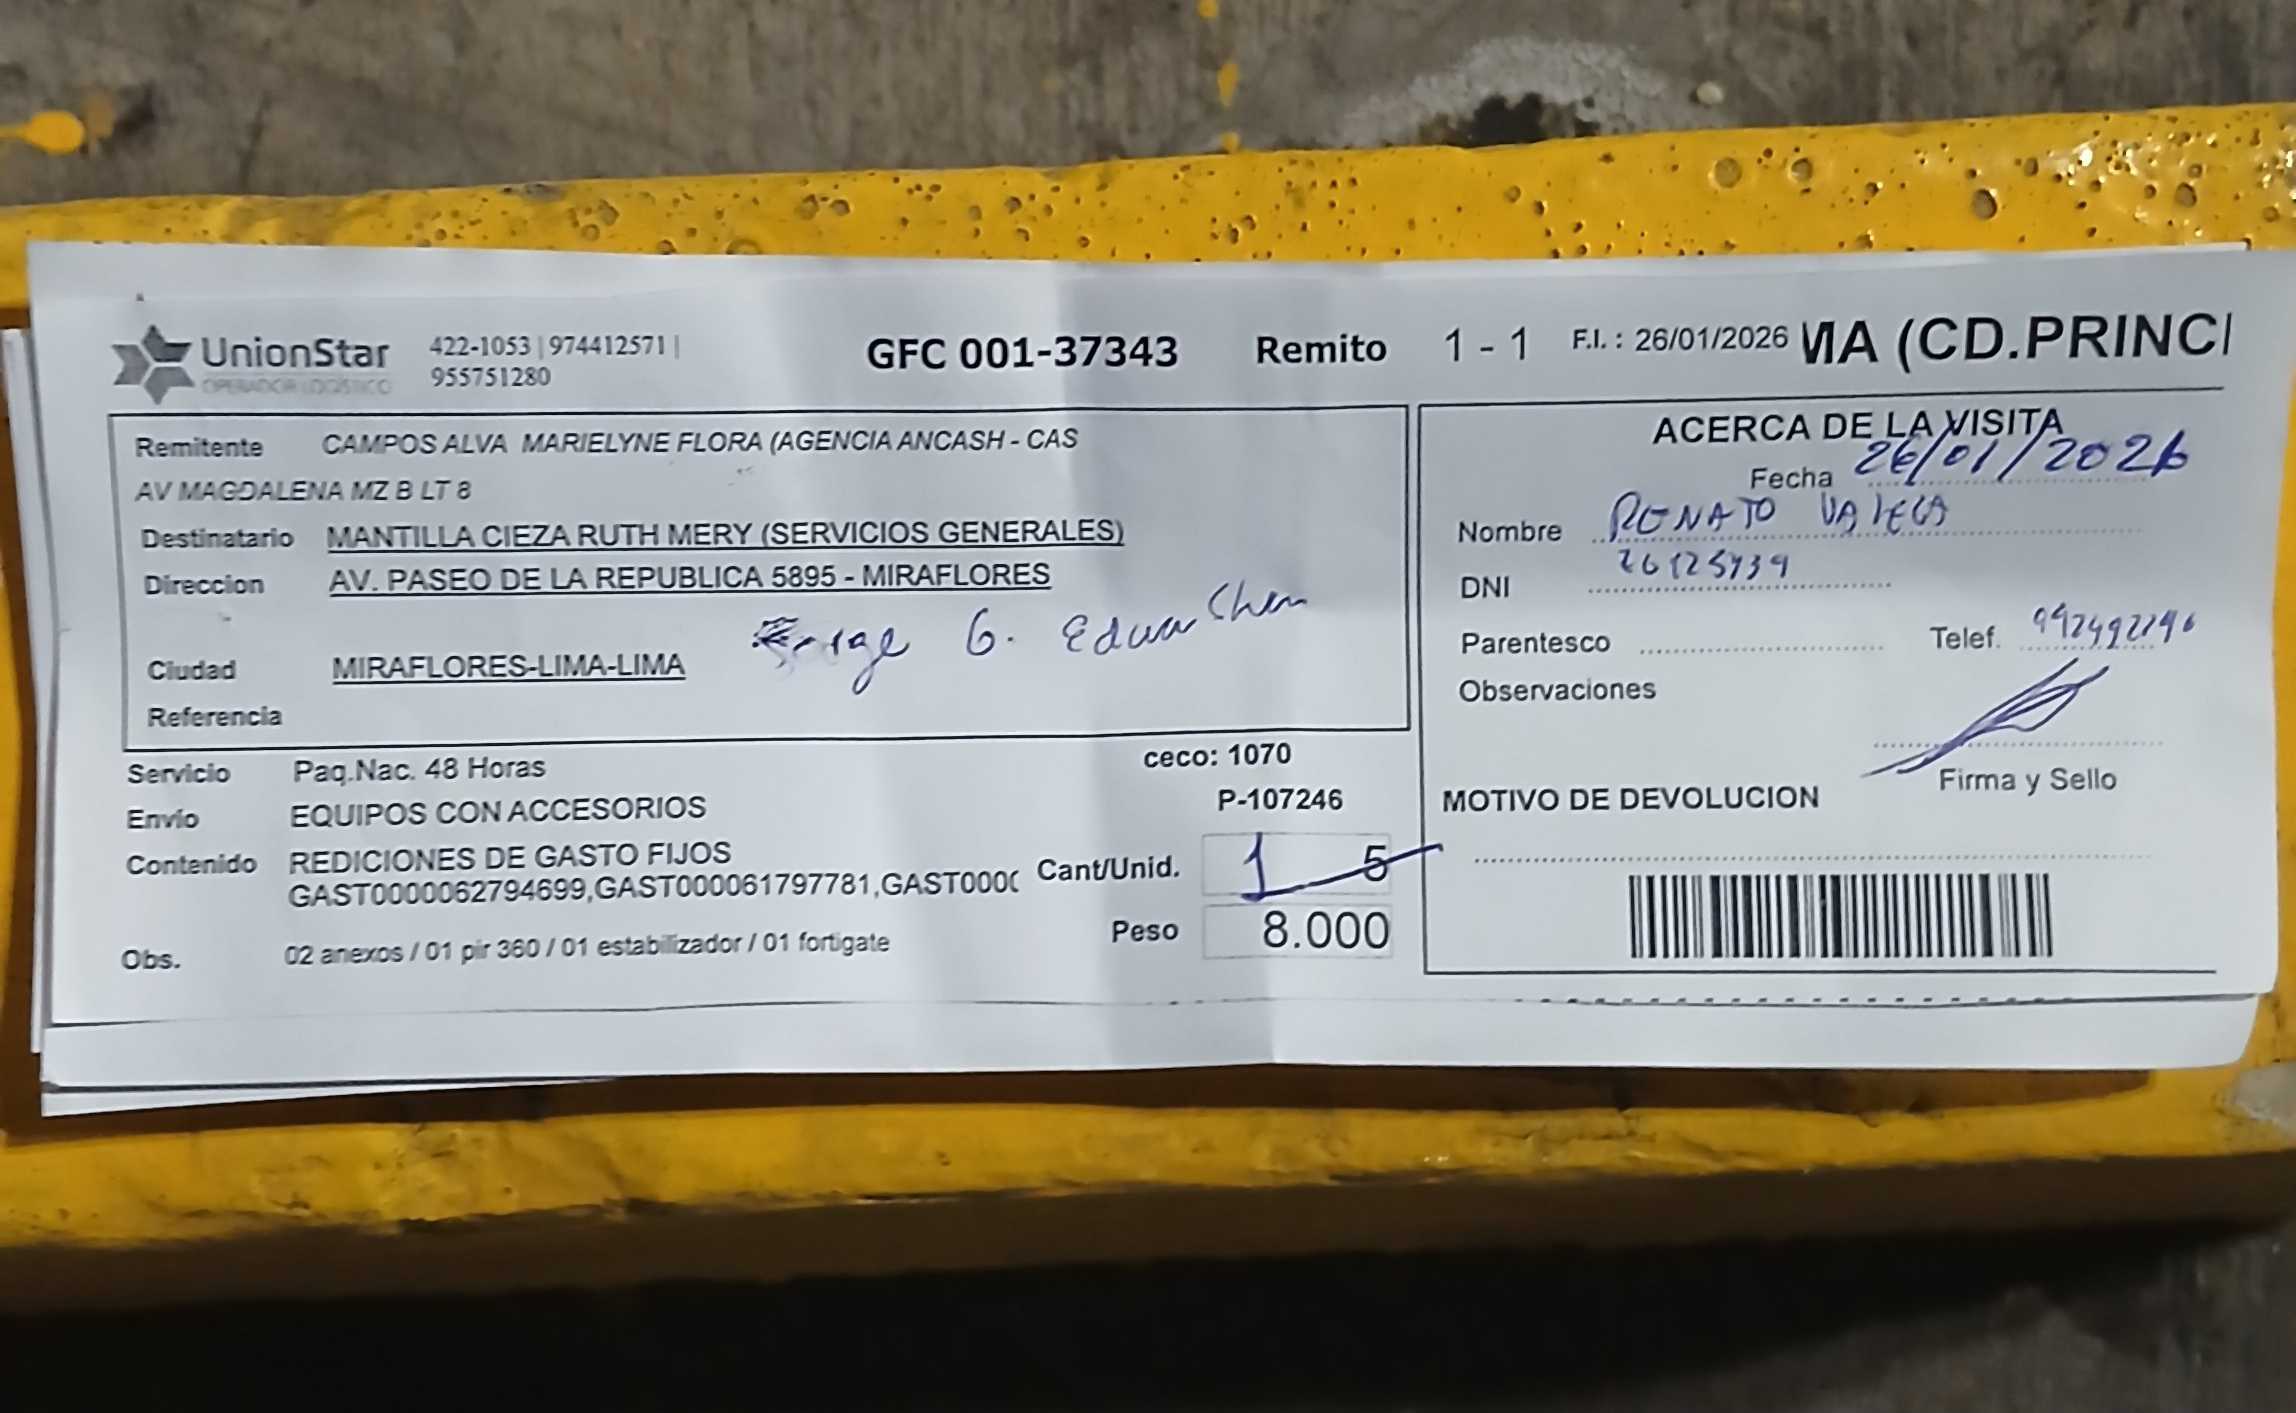 UnionStar
OPERADOR LOGÍSTICO
422-1053 | 974412571 |
955751280
GFC 001-37343 Remito 1 - 1 F.I. : 26/01/2026 MA (CD.PRINCI
Remitente CAMPOS ALVA MARIELYNE FLORA (AGENCIA ANCASH - CAS
AV MAGDALENA MZ B LT 8
Destinatario MANTILLA CIEZA RUTH MERY (SERVICIOS GENERALES)
Direccion AV. PASEO DE LA REPUBLICA 5895 - MIRAFLORES
G.
Ciudad MIRAFLORES-LIMA-LIMA
Referencia
Servicio Paq.Nac. 48 Horas
ceco: 1070
Envío EQUIPOS CON ACCESORIOS
P-107246
Contenido REDICIONES DE GASTO FIJOS
GAST0000062794699,GAST000061797781,GAST000(
Cant/Unid. 1 5
Peso 8.000
Obs. 02 anexos / 01 pir 360 / 01 estabilizador / 01 fortigate
ACERCA DE LA VISITA
Fecha 26/01/2026
Nombre RENATO
DNI
Parentesco
Telef.
Observaciones
Firma y Sello
MOTIVO DE DEVOLUCION